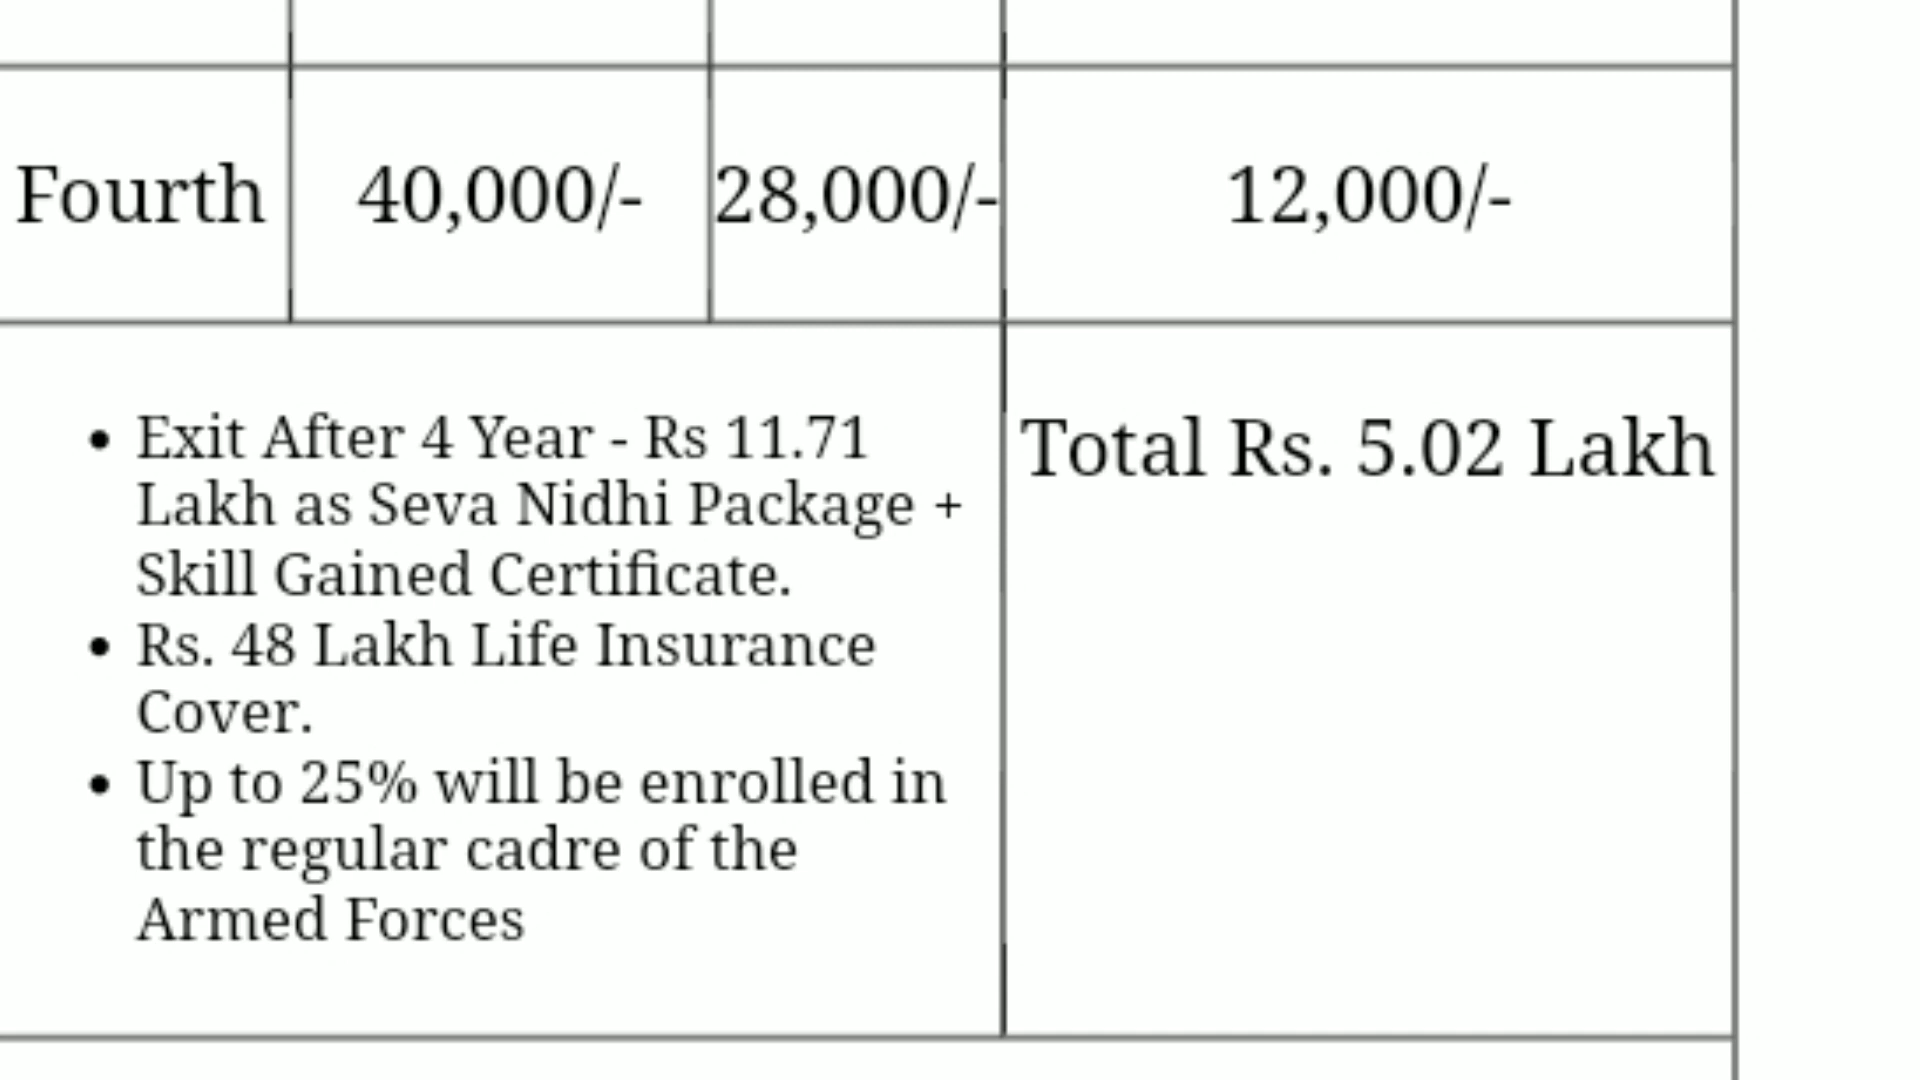 Fourth 40,000/- 28,000/- 12,000/-
• Exit After 4 Year - Rs 11.71
Lakh as Seva Nidhi Package +
Skill Gained Certificate.
• Rs. 48 Lakh Life Insurance
Cover.
• Up to 25% will be enrolled in
the regular cadre of the
Armed Forces
Total Rs. 5.02 Lakh